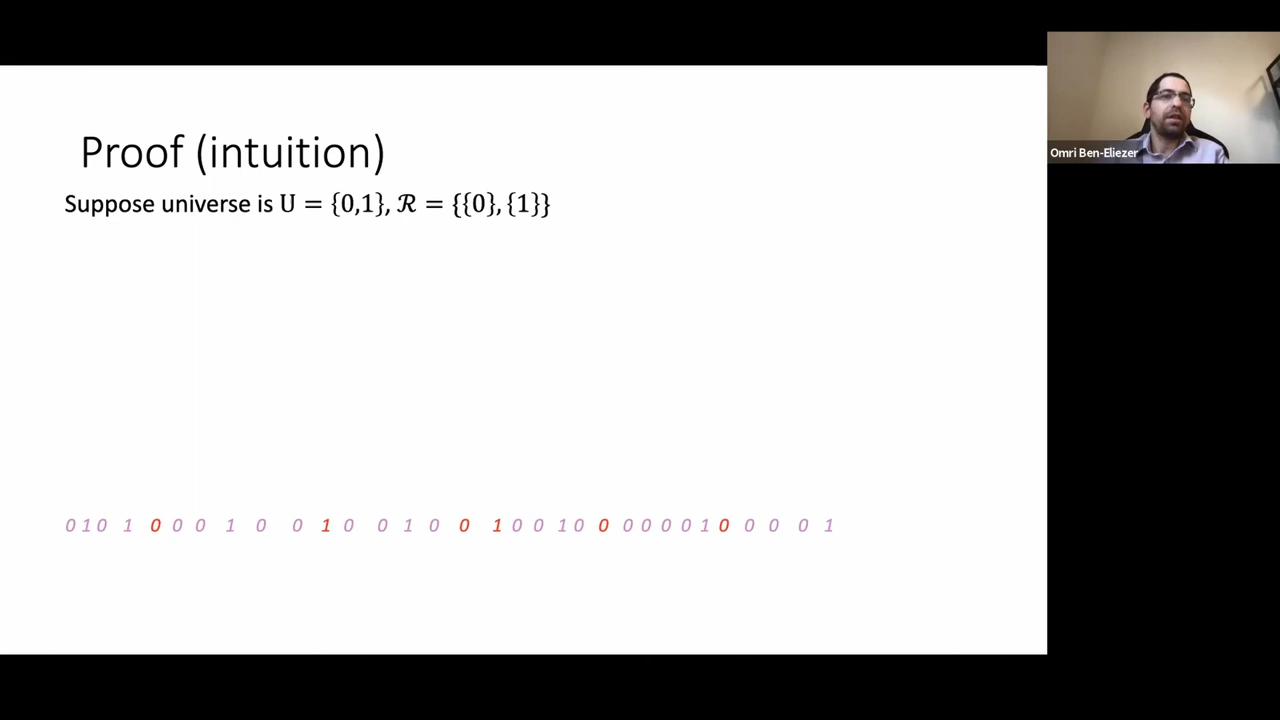 Proof (intuition)
Suppose universe is U = {0,1}, ℛ = {{0}, {1}}
Omri Ben-Eliezer
0 1 0 1 0 0 0 1 0 0 1 0 0 1 0 0 1 0 0 1 0 0 0 0 0 0 1 0 0 0 0 1